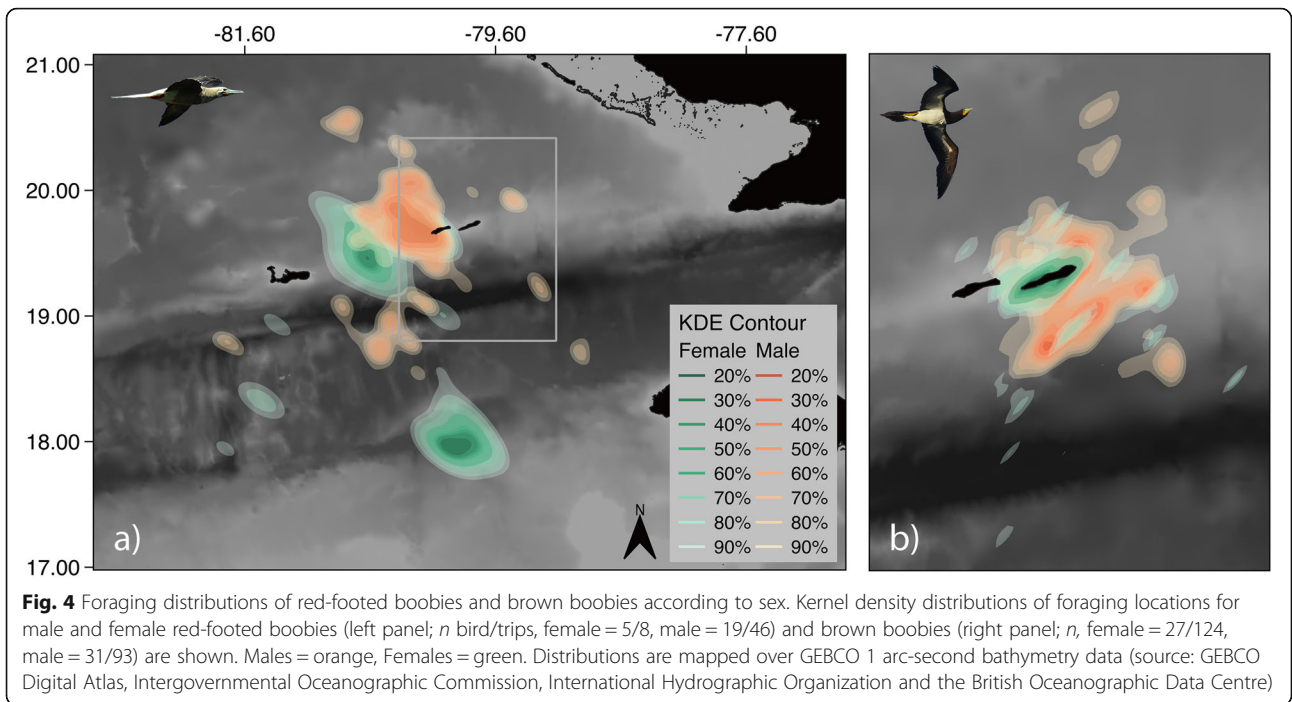 -81.60 -79.60 -77.60
21.00
20.00
19.00
18.00
17.00
KDE Contour
Female Male
20% 20%
30% 30%
40% 40%
50% 50%
60% 60%
70% 70%
80% 80%
90% 90%
N
a)
b)
Fig. 4 Foraging distributions of red-footed boobies and brown boobies according to sex. Kernel density distributions of foraging locations for
male and female red-footed boobies (left panel; n bird/trips, female = 5/8, male = 19/46) and brown boobies (right panel; n, female = 27/124,
male = 31/93) are shown. Males = orange, Females = green. Distributions are mapped over GEBCO 1 arc-second bathymetry data (source: GEBCO
Digital Atlas, Intergovernmental Oceanographic Commission, International Hydrographic Organization and the British Oceanographic Data Centre)